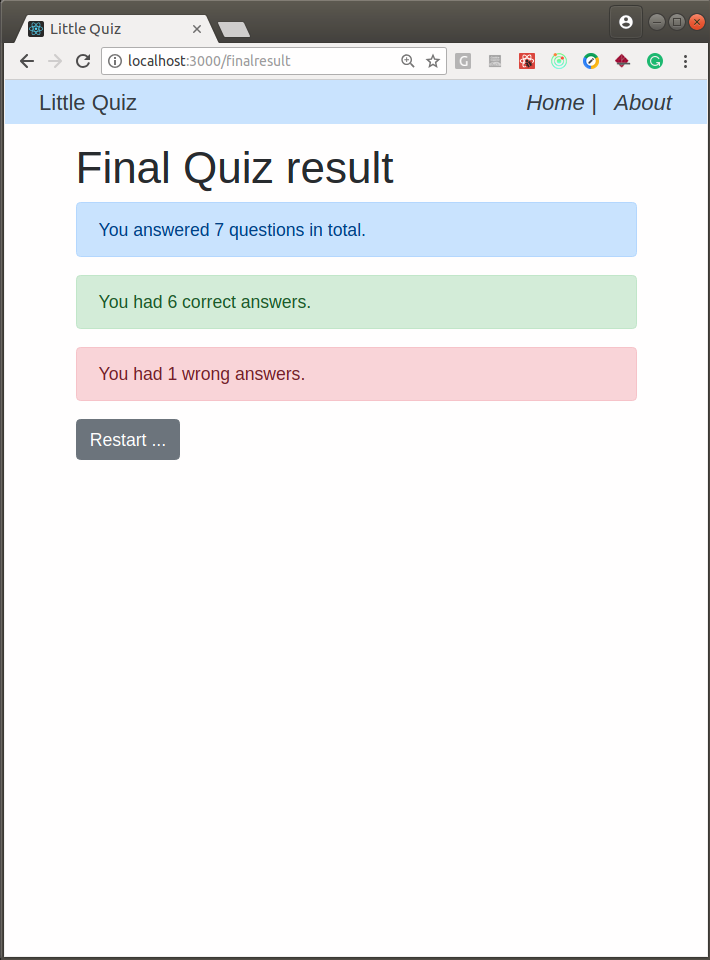 Little Quiz
localhost:3000/finalresult
Little Quiz
Home | About
Final Quiz result
You answered 7 questions in total.
You had 6 correct answers.
You had 1 wrong answers.
Restart ...